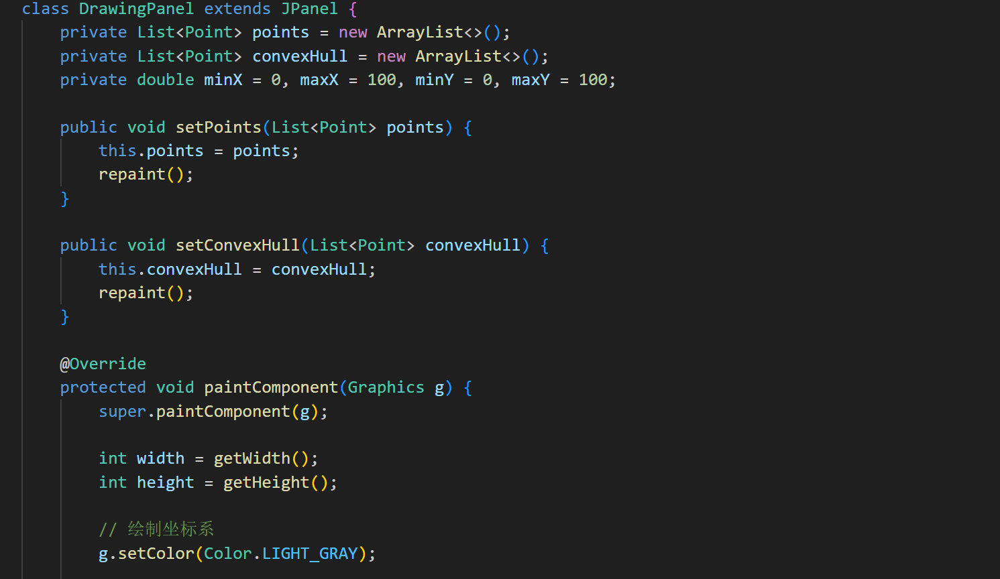 class DrawingPanel extends JPanel {
    private List<Point> points = new ArrayList<>();
    private List<Point> convexHull = new ArrayList<>();
    private double minX = 0, maxX = 100, minY = 0, maxY = 100;

    public void setPoints(List<Point> points) {
        this.points = points;
        repaint();
    }

    public void setConvexHull(List<Point> convexHull) {
        this.convexHull = convexHull;
        repaint();
    }

    @Override
    protected void paintComponent(Graphics g) {
        super.paintComponent(g);

        int width = getWidth();
        int height = getHeight();

        // 绘制坐标系
        g.setColor(Color.LIGHT_GRAY);